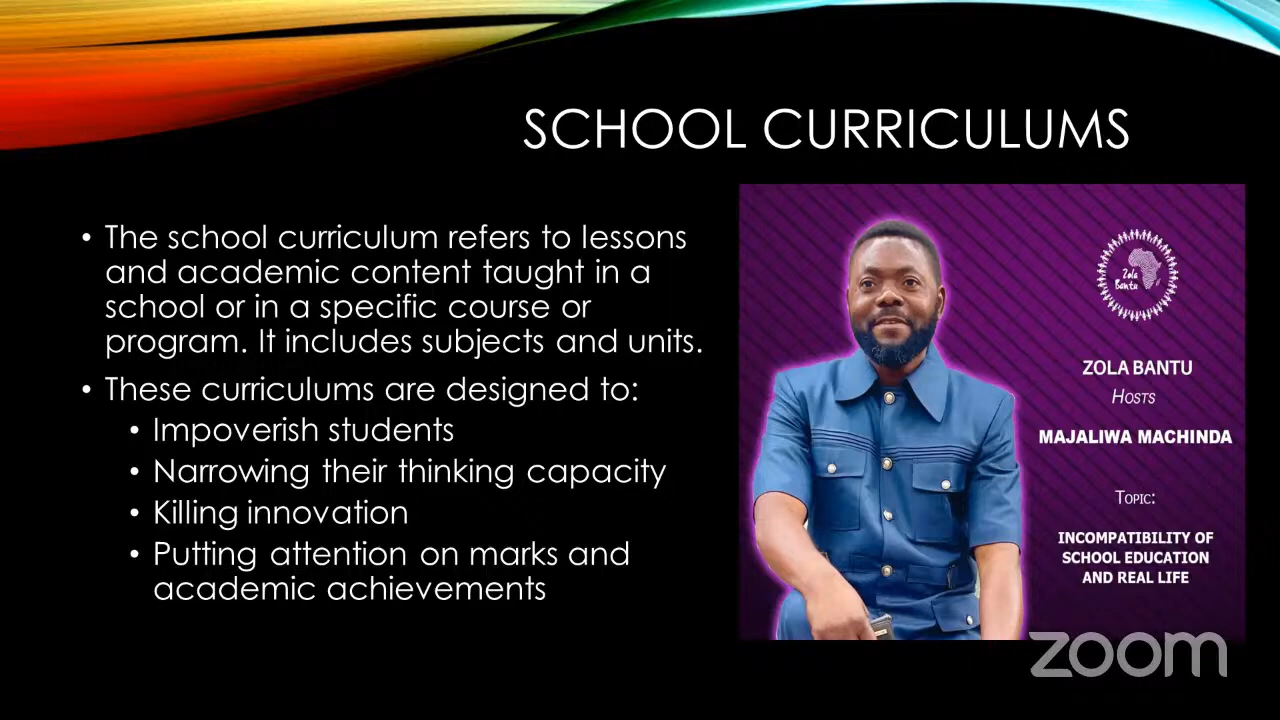 SCHOOL CURRICULUMS
• The school curriculum refers to lessons
and academic content taught in a
school or in a specific course or
program. It includes subjects and units.
• These curriculums are designed to:
• Impoverish students
• Narrowing their thinking capacity
• Killing innovation
• Putting attention on marks and
academic achievements
Zola
Bantu
ZOLA BANTU
HOSTS
MAJALIWA MACHINDA
TOPIC:
INCOMPATIBILITY OF
SCHOOL EDUCATION
AND REAL LIFE
zoom